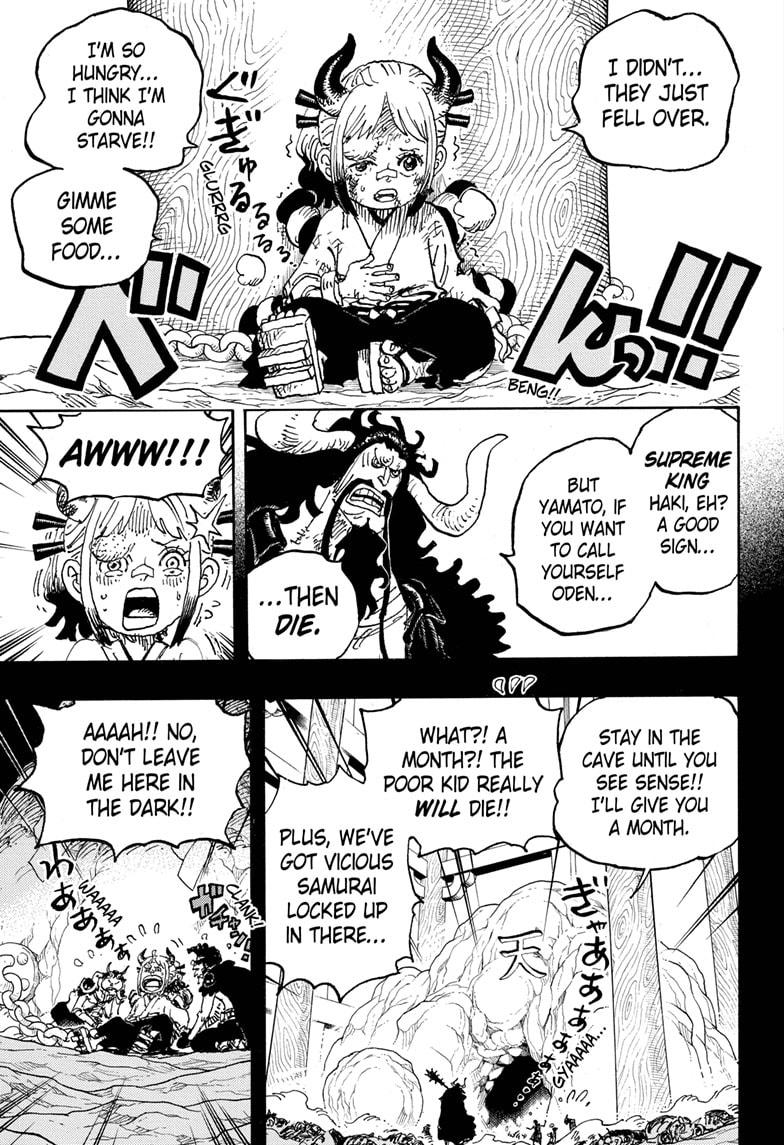 I DIDN'T...
THEY JUST
FELL OVER.
I'M SO
HUNGRY...
I THINK I'M
GONNA
STARVE!!
GIMME
SOME
FOOD...
ぐぎゅるるるるぅ
GLURRRG
べんっ!!
BENG!!
SUPREME
KING
HAKI, EH?
A GOOD
SIGN...
BUT
YAMATO, IF
YOU WANT
TO CALL
YOURSELF
ODEN...
...THEN
DIE.
AWWW!!!
STAY IN THE
CAVE UNTIL YOU
SEE SENSE!!
I'LL GIVE YOU
A MONTH.
WHAT?! A
MONTH?! THE
POOR KID REALLY
WILL DIE!!
PLUS, WE'VE
GOT VICIOUS
SAMURAI
LOCKED UP
IN THERE...
天
ぎゃああぁぁ......
GYAAAAA...
AAAAH!! NO,
DON'T LEAVE
ME HERE IN
THE DARK!!
わああああ
WAAAAA
CLANK!